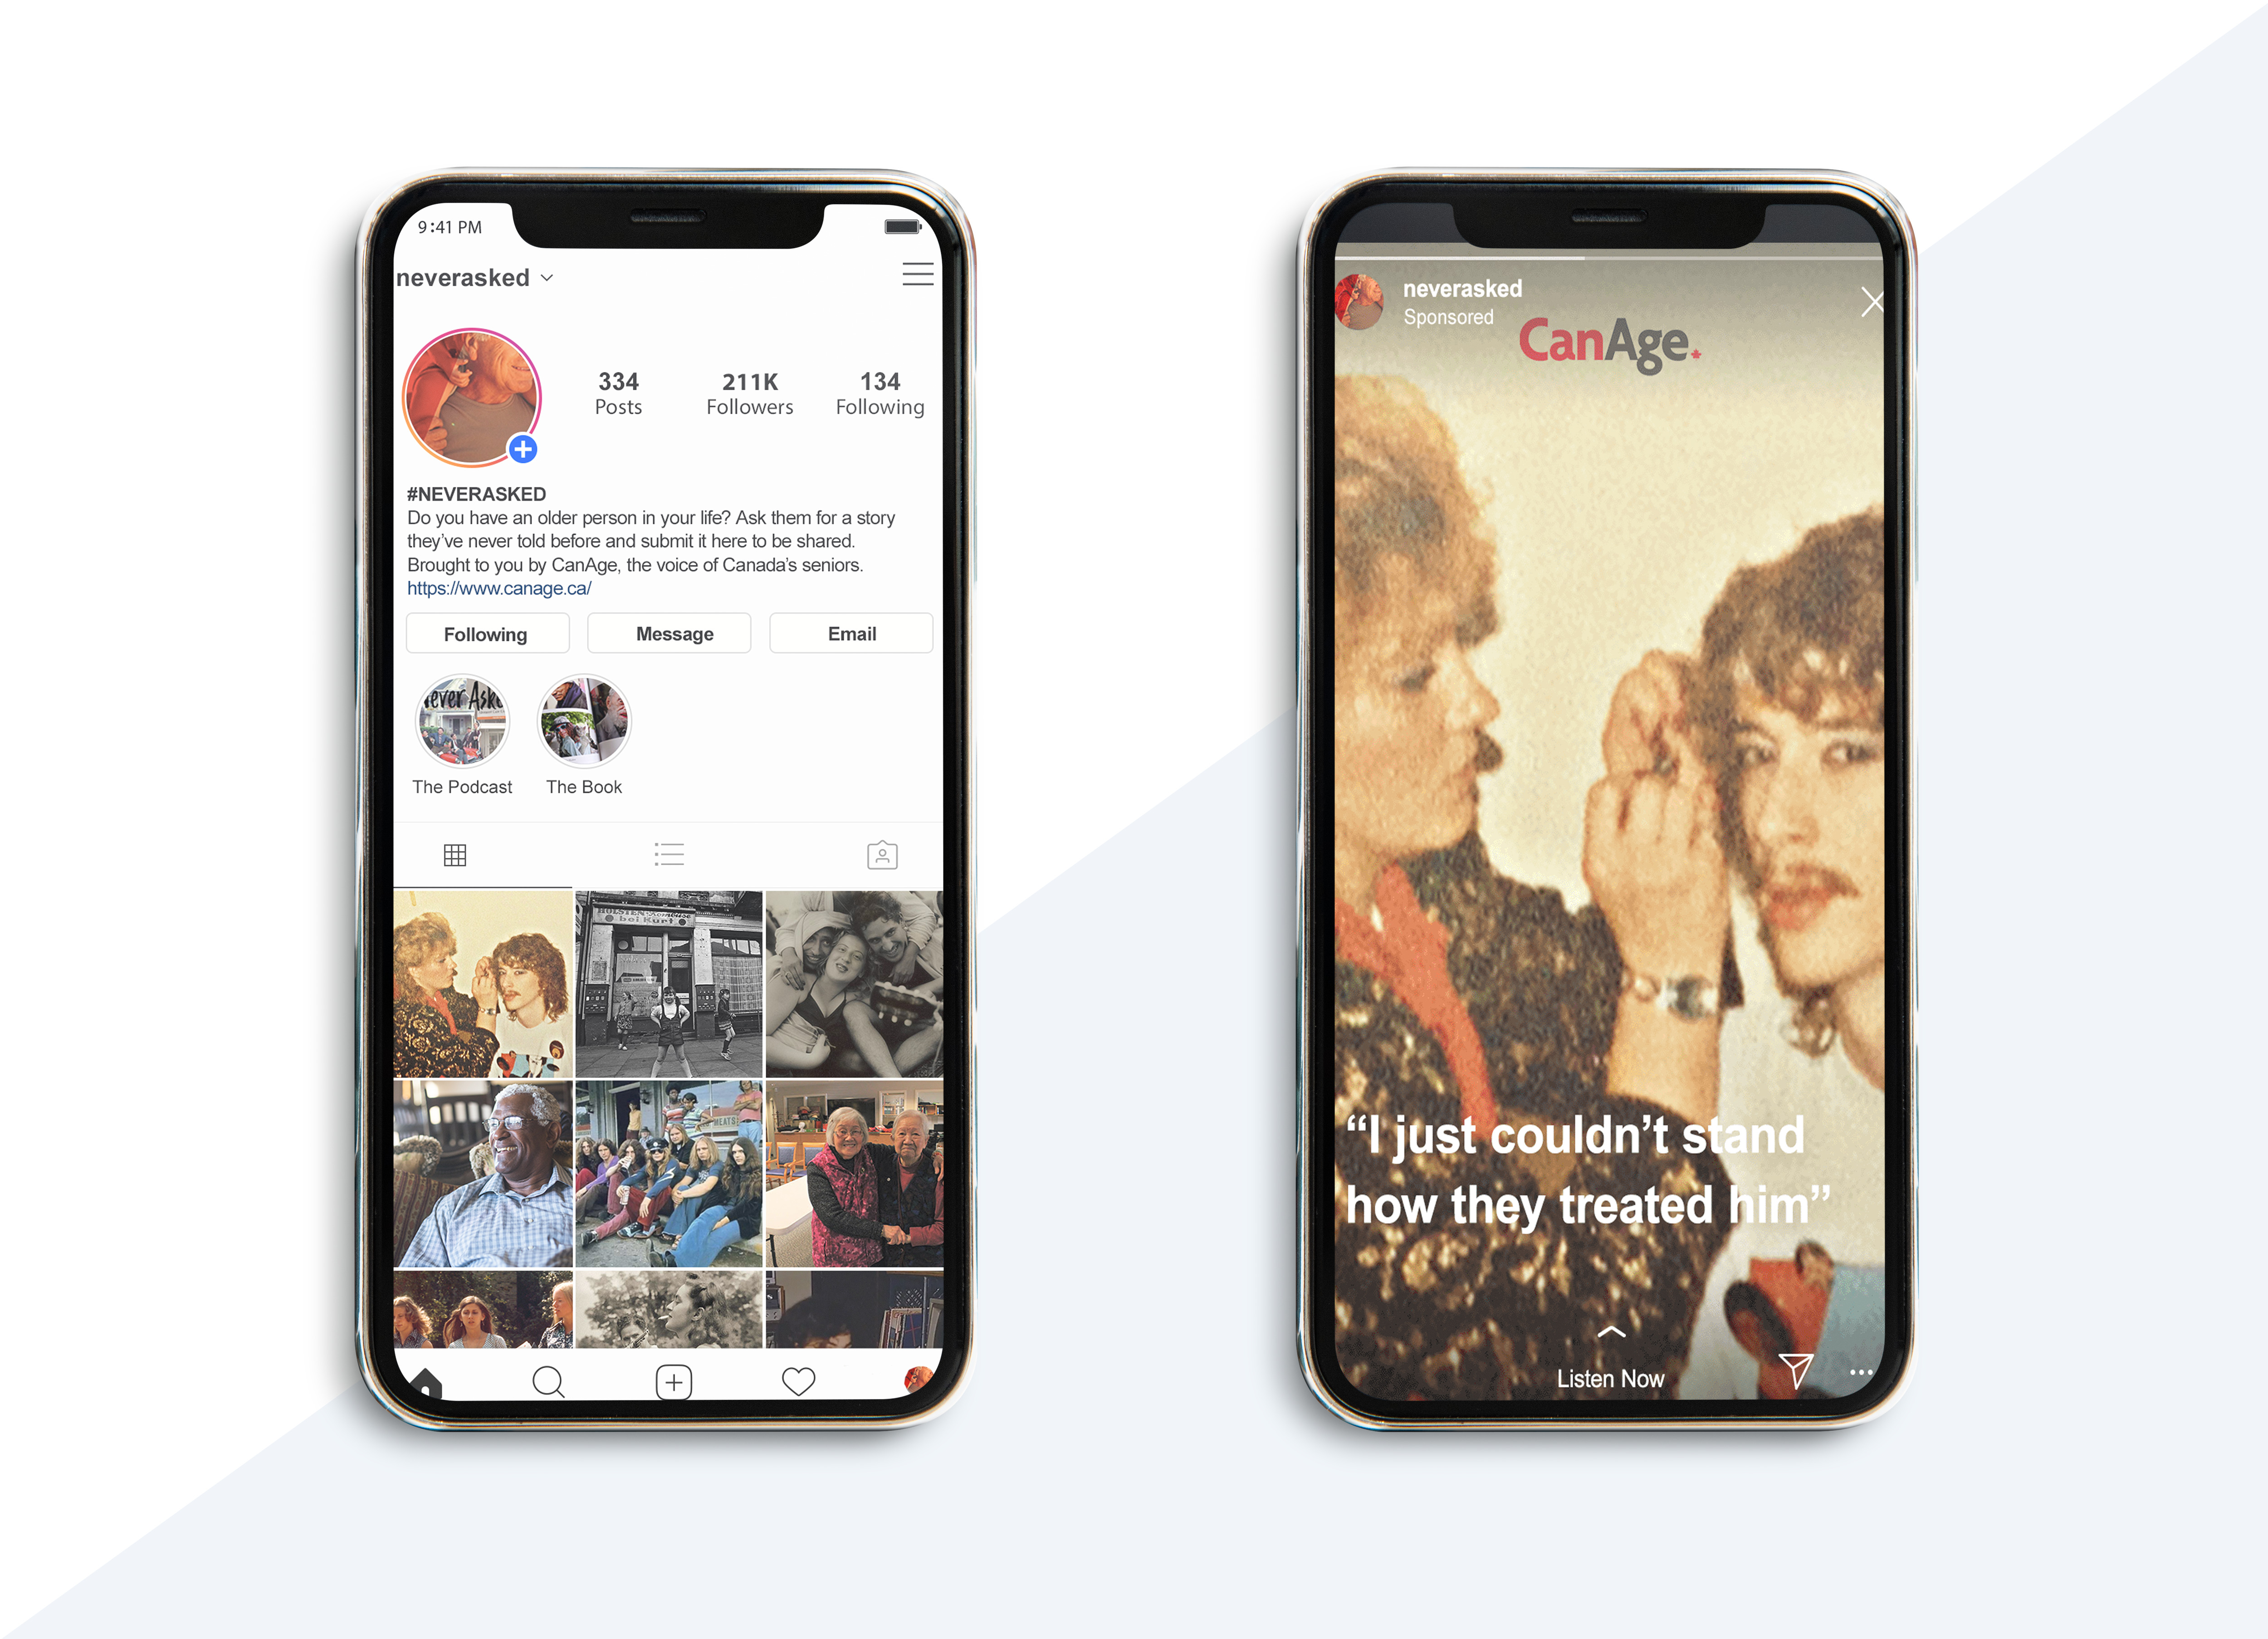 9:41 PM
neverasked
334
Posts
211K
Followers
134
Following
#NEVERASKED
Do you have an older person in your life? Ask them for a story
they’ve never told before and submit it here to be shared.
Brought to you by CanAge, the voice of Canada’s seniors.
https://www.canage.ca/
Following
Message
Email
The Podcast
The Book
bei Kurt
MEATS
neverasked
Sponsored
CanAge.
“I just couldn’t stand
how they treated him”
Listen Now